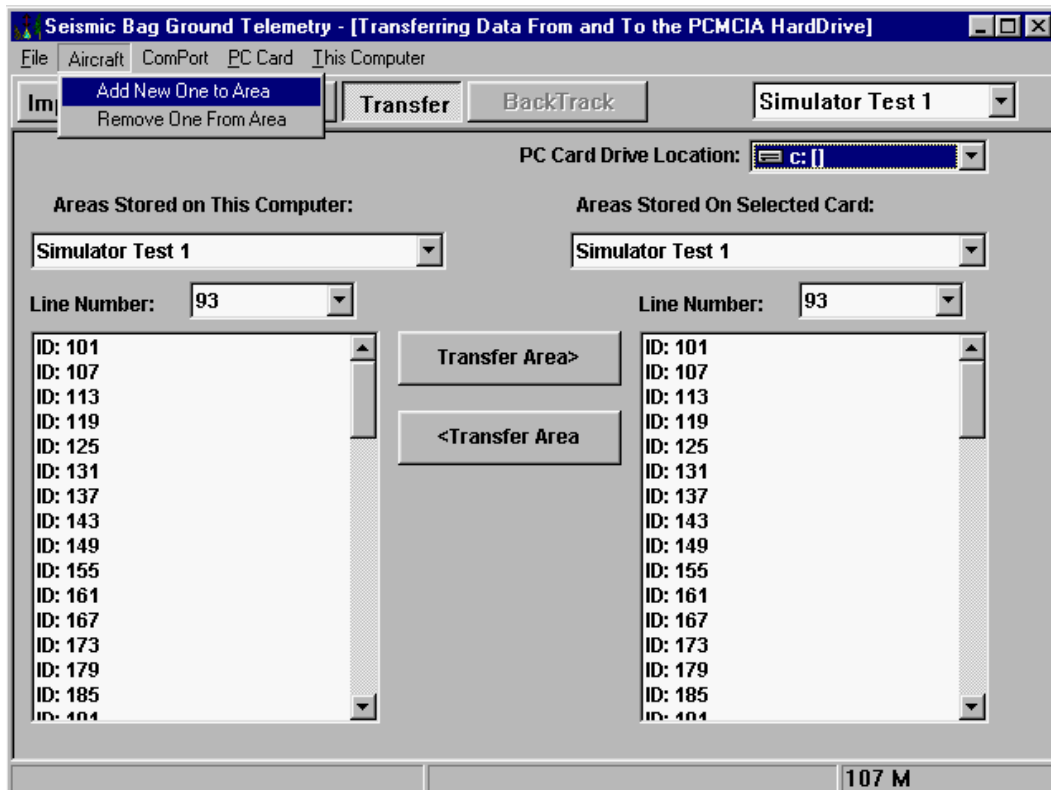 Seismic Bag Ground Telemetry - [Transferring Data From and To the PCMCIA HardDrive]
File Aircraft ComPort PC Card This Computer
Add New One to Area
Remove One From Area
Transfer BackTrack Simulator Test 1
PC Card Drive Location: c: []
Areas Stored on This Computer: Areas Stored On Selected Card:
Simulator Test 1 Simulator Test 1
Line Number: 93 Line Number: 93
ID: 101 Transfer Area> ID: 101
ID: 107 ID: 107
ID: 113 ID: 113
ID: 119 ID: 119
ID: 125 <Transfer Area ID: 125
ID: 131 ID: 131
ID: 137 ID: 137
ID: 143 ID: 143
ID: 149 ID: 149
ID: 155 ID: 155
ID: 161 ID: 161
ID: 167 ID: 167
ID: 173 ID: 173
ID: 179 ID: 179
ID: 185 ID: 185
ID: 101 ID: 101
107 M